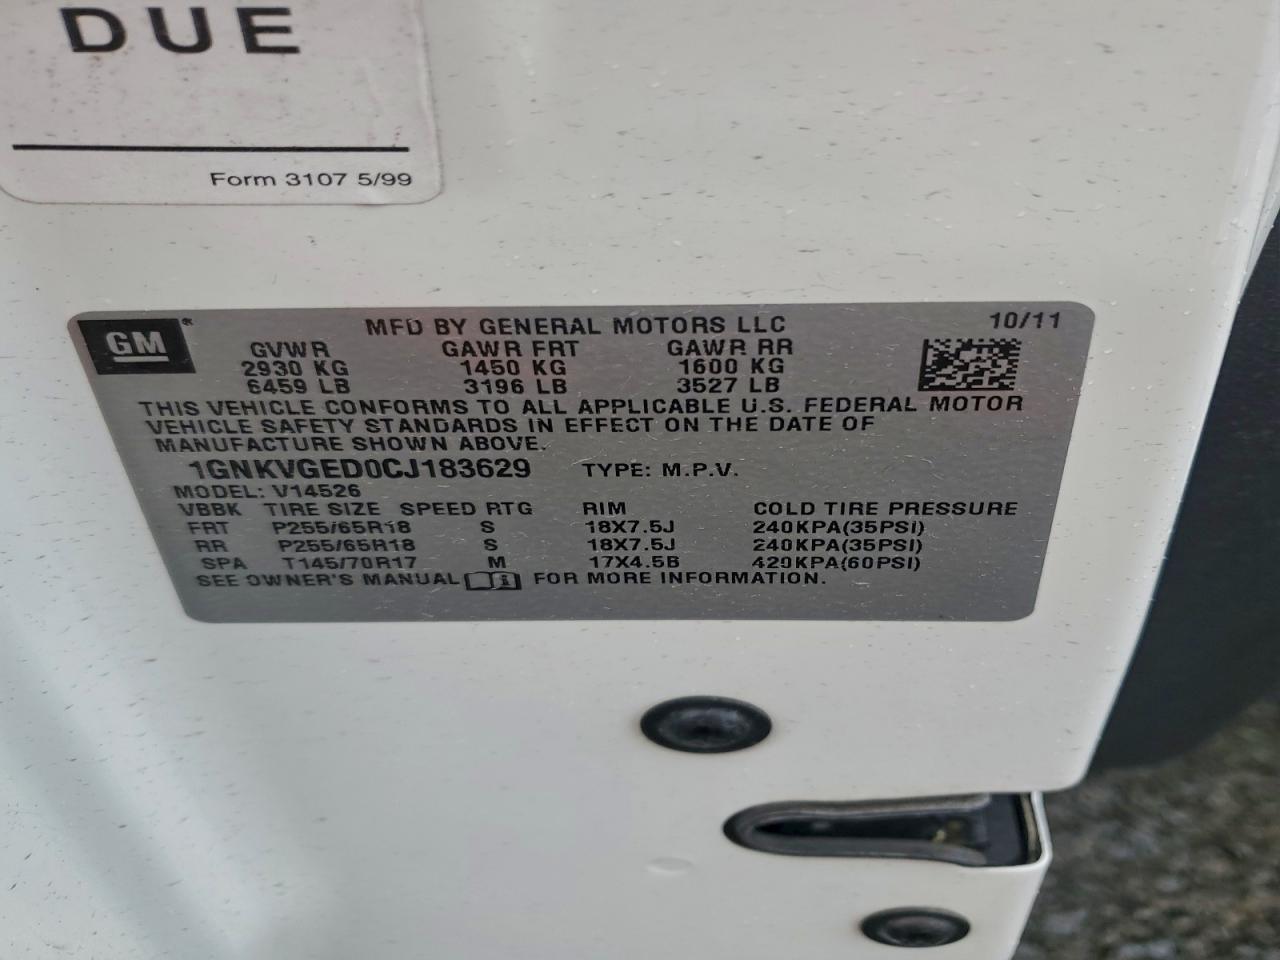 DUE
Form 3107 5/99
GM® MFD BY GENERAL MOTORS LLC 10/11
GVWR GAWR FRT GAWR RR
2930 KG 1450 KG 1600 KG
6459 LB 3196 LB 3527 LB
THIS VEHICLE CONFORMS TO ALL APPLICABLE U.S. FEDERAL MOTOR
VEHICLE SAFETY STANDARDS IN EFFECT ON THE DATE OF
MANUFACTURE SHOWN ABOVE.
1GNKVGED0CJ183629 TYPE: M.P.V.
MODEL: V14526
VBBK TIRE SIZE SPEED RTG RIM COLD TIRE PRESSURE
FRT P255/65R18 S 18X7.5J 240KPA(35PSI)
RR P255/65R18 S 18X7.5J 240KPA(35PSI)
SPA T145/70R17 M 17X4.5B 420KPA(60PSI)
SEE OWNER'S MANUAL FOR MORE INFORMATION.